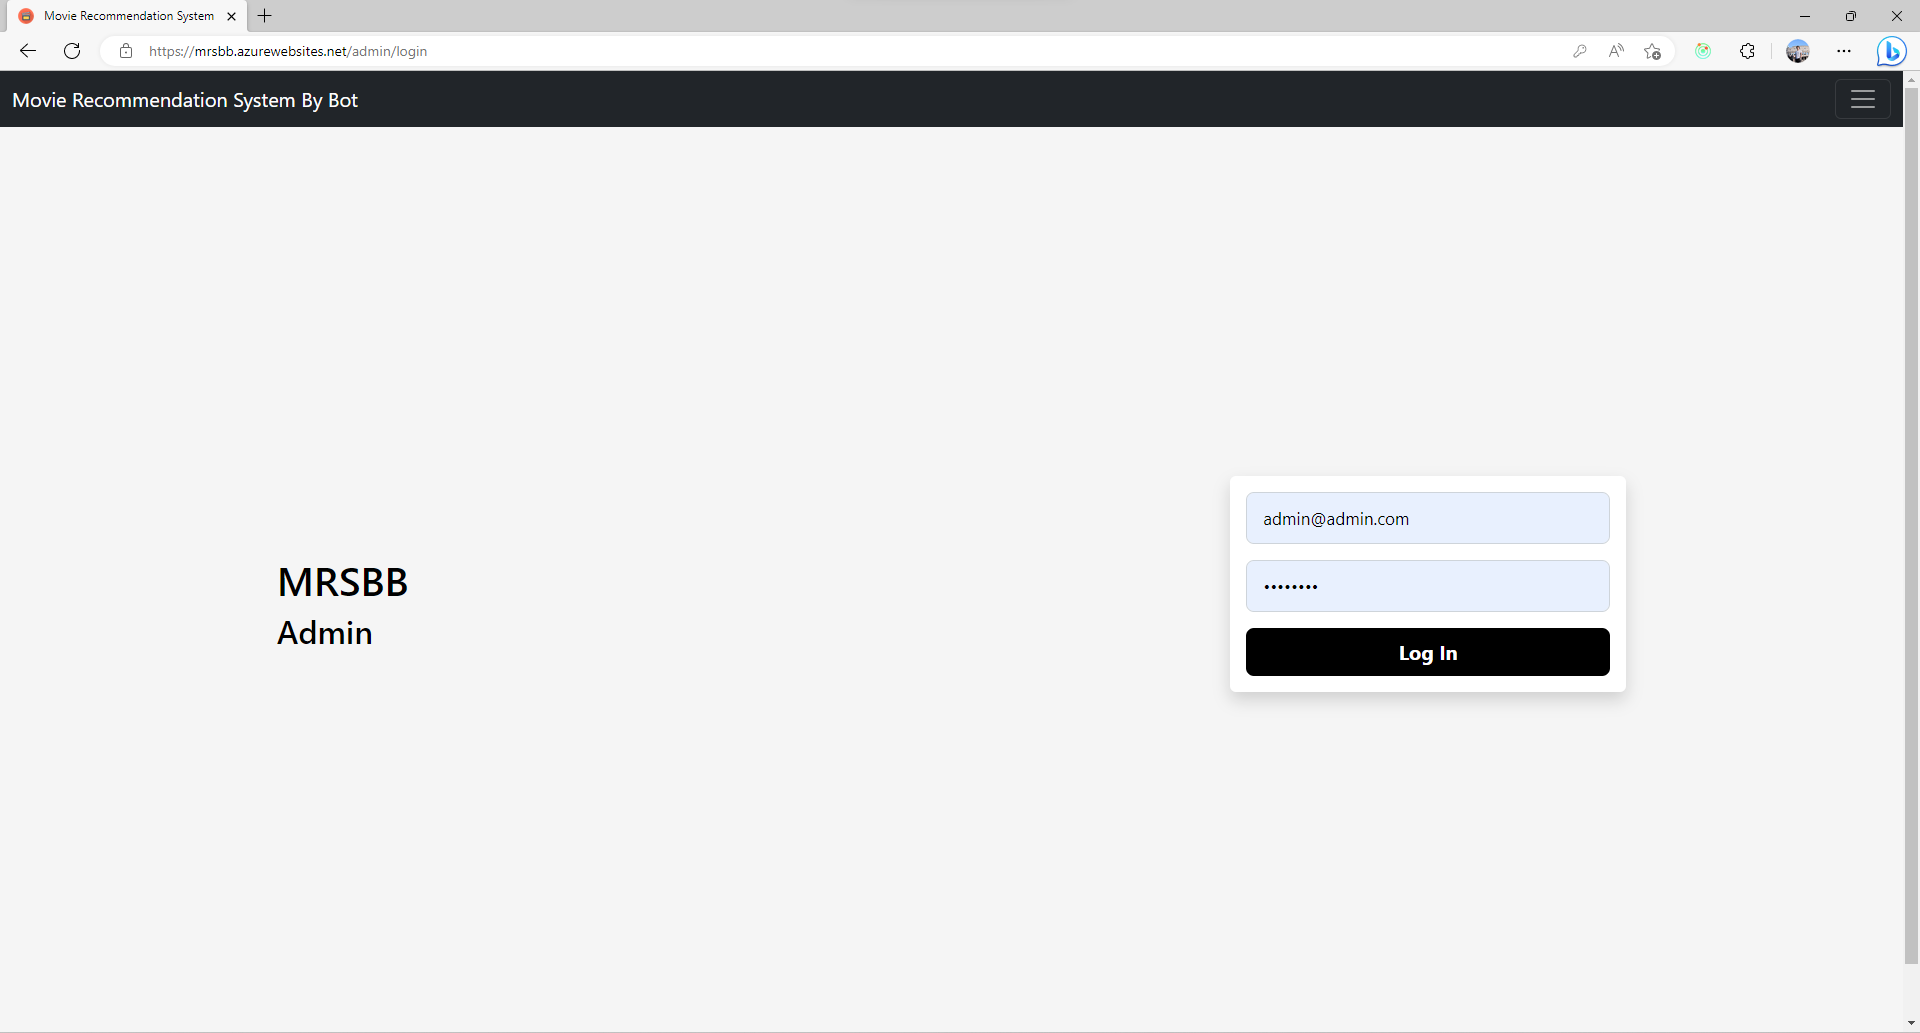 Movie Recommendation System
https://mrsbb.azurewebsites.net/admin/login
Movie Recommendation System By Bot
admin@admin.com
••••••••
MRSBB
Admin
Log In